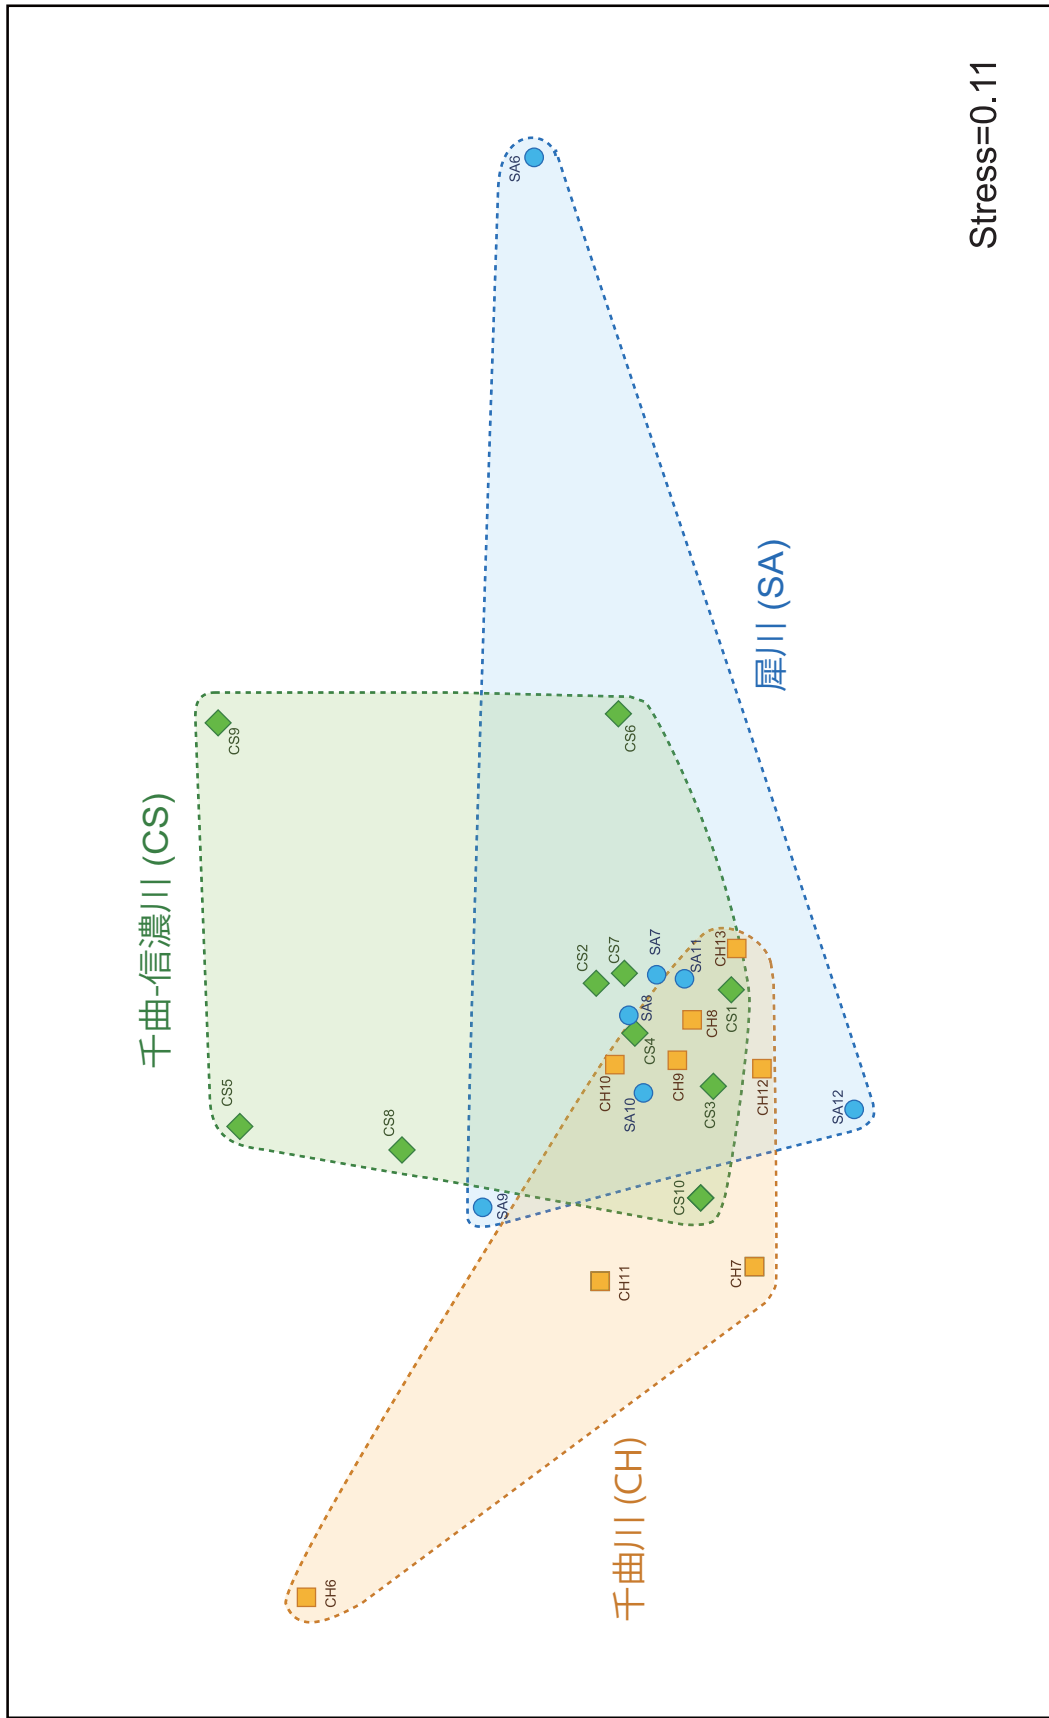 Stress=0.11
千曲-信濃川 (CS)
犀川 (SA)
千曲川 (CH)
CS5
CS9
CH6
CS8
SA9
SA6
CS2
CS7
CS6
CH11
CH10
SA8
CS4
SA7
SA10
CH9
SA11
CH8
CS10
CS3
CS1
CH13
CH7
CH12
SA12